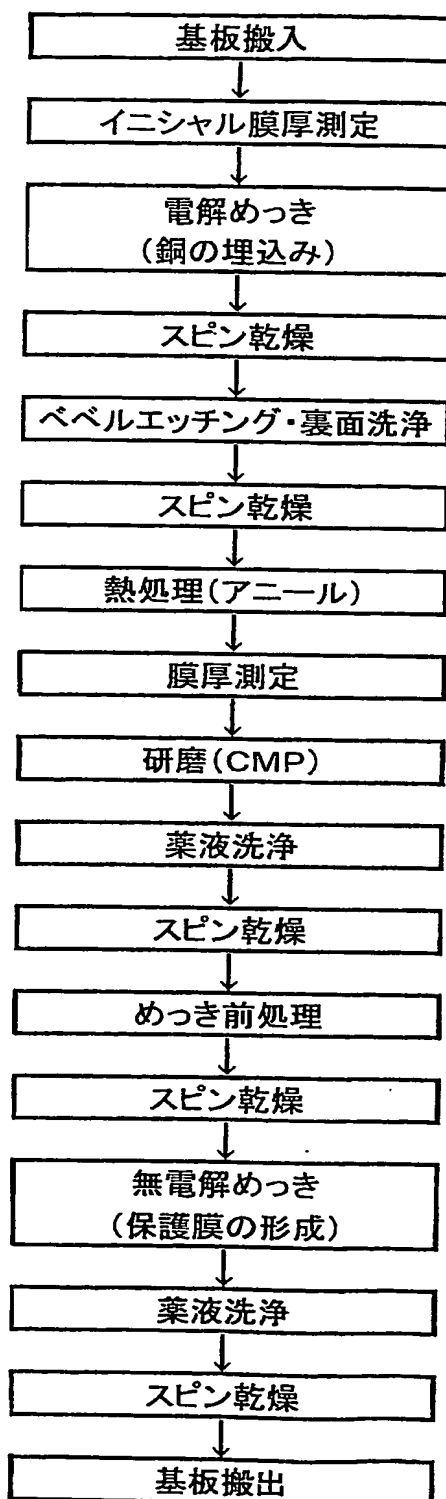 基板搬入
イニシャル膜厚測定
電解めっき
(銅の埋込み)
スピン乾燥
ベベルエッチング・裏面洗浄
スピン乾燥
熱処理(アニール)
膜厚測定
研磨(CMP)
薬液洗浄
スピン乾燥
めっき前処理
スピン乾燥
無電解めっき
(保護膜の形成)
薬液洗浄
スピン乾燥
基板搬出